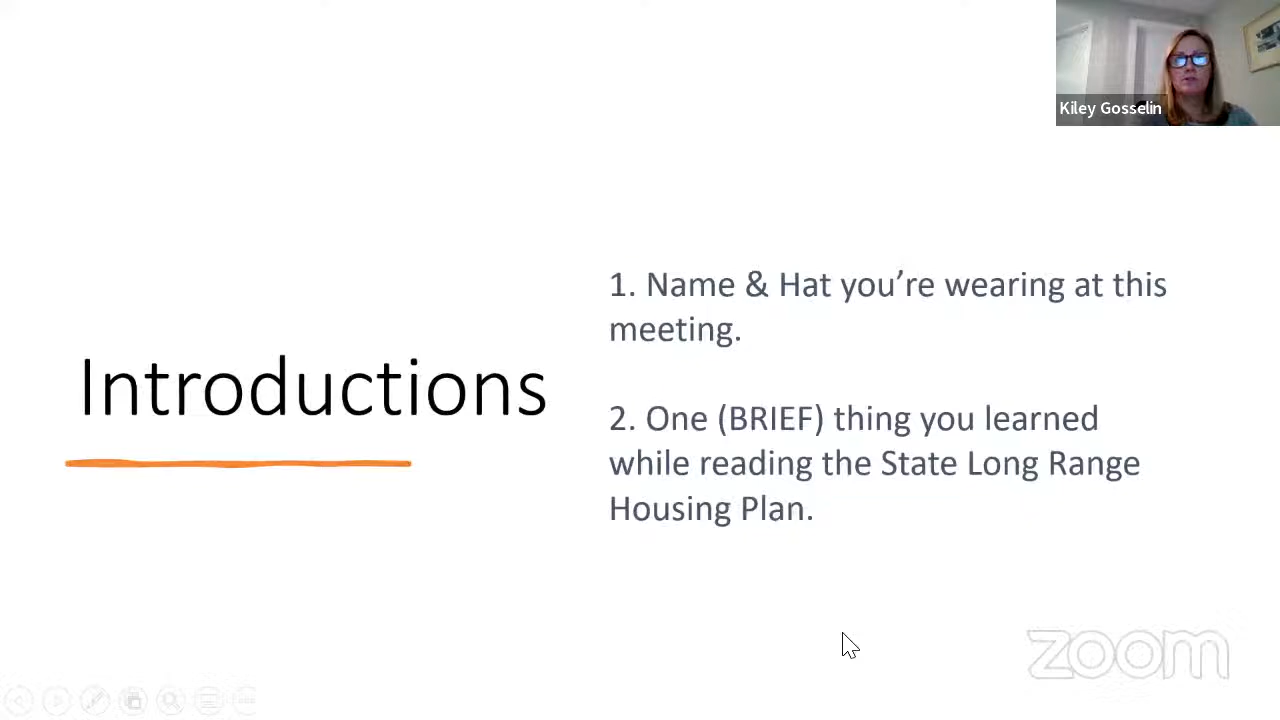 Kiley Gosselin
1. Name & Hat you’re wearing at this
meeting.
Introductions
2. One (BRIEF) thing you learned
while reading the State Long Range
Housing Plan.
zoom